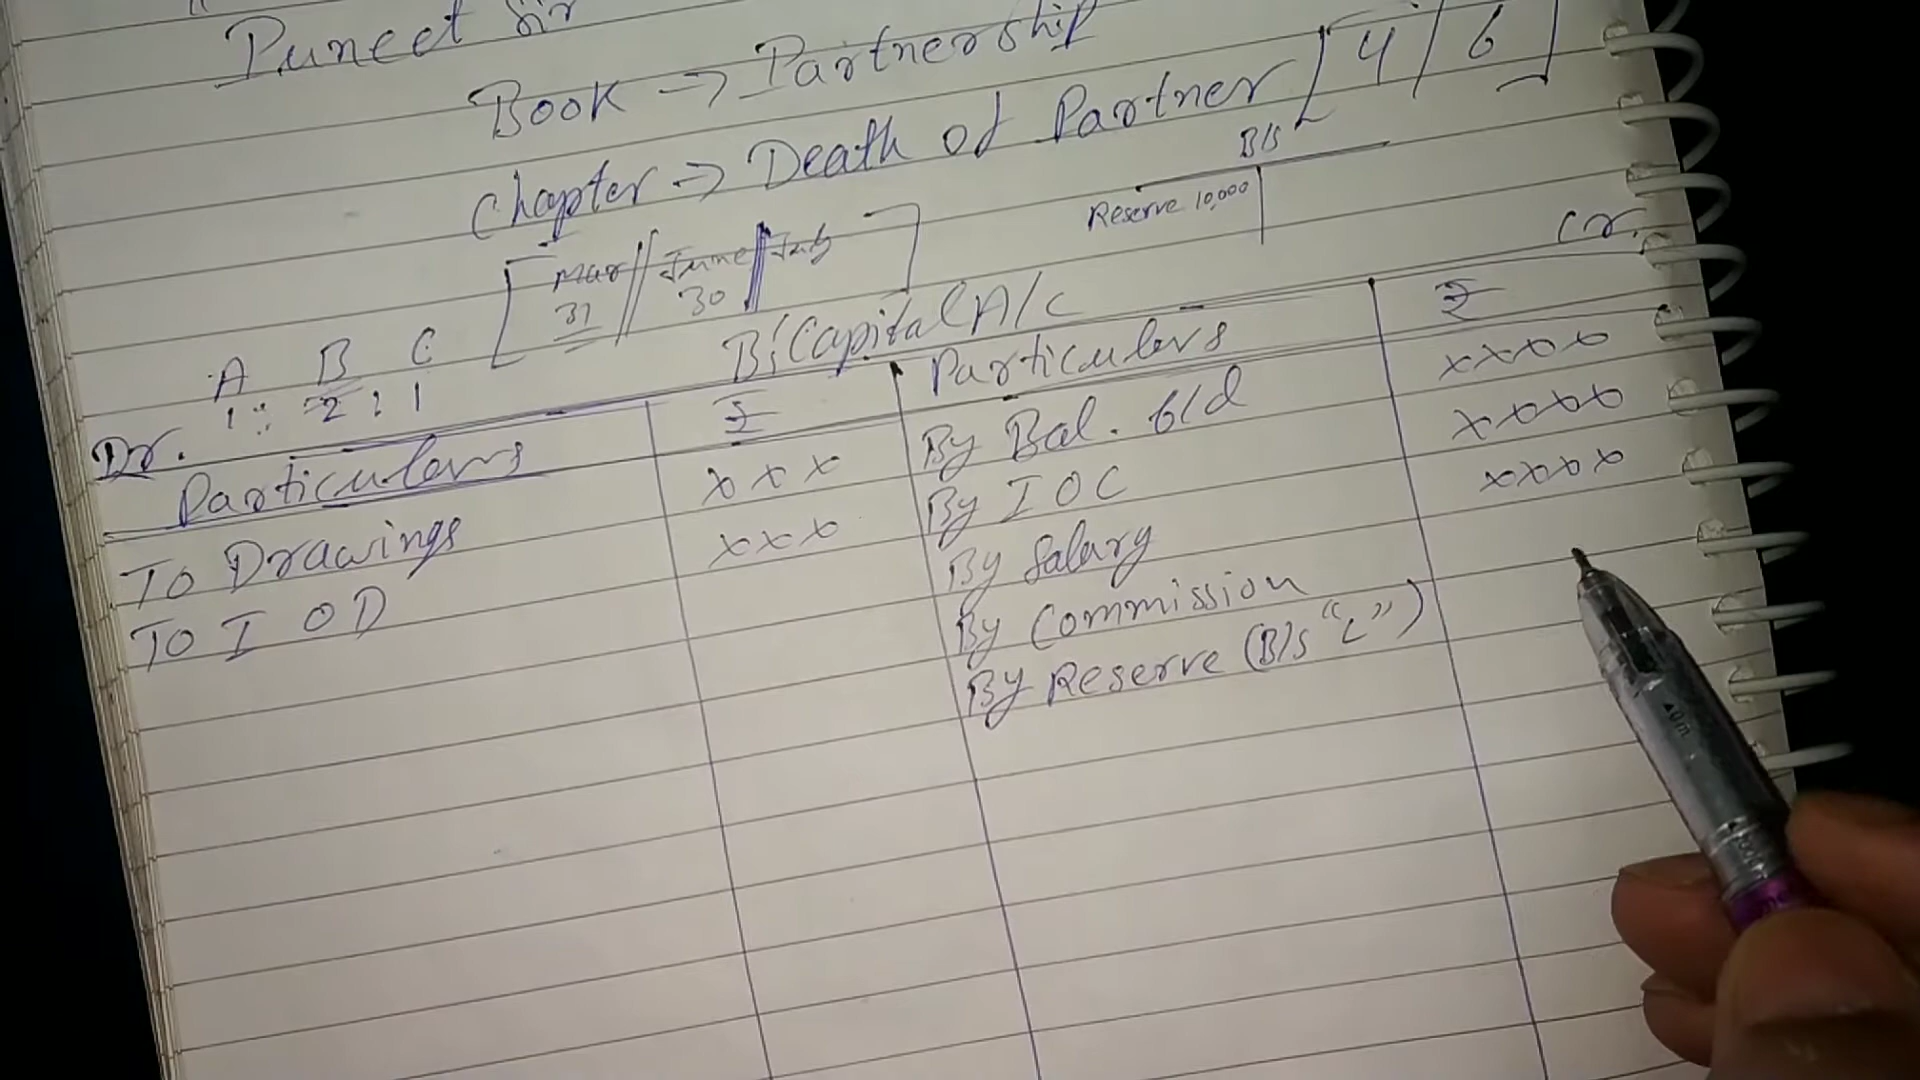 Puneet Sir
Book → Partnership
Chapter → Death of Partner [4/6]
B/s
Reserve 10,000
[Mar // June // July]
31 30
A B C
1 : 2 : 1
B's Capital A/c
Dr. Cr.
Particulars ₹ Particulars ₹
To Drawings xxx By Bal. b/d xxxx
To I O D xxx By I O C xxxx
By Salary xxxx
By Commission
By Reserve (B/s "L")